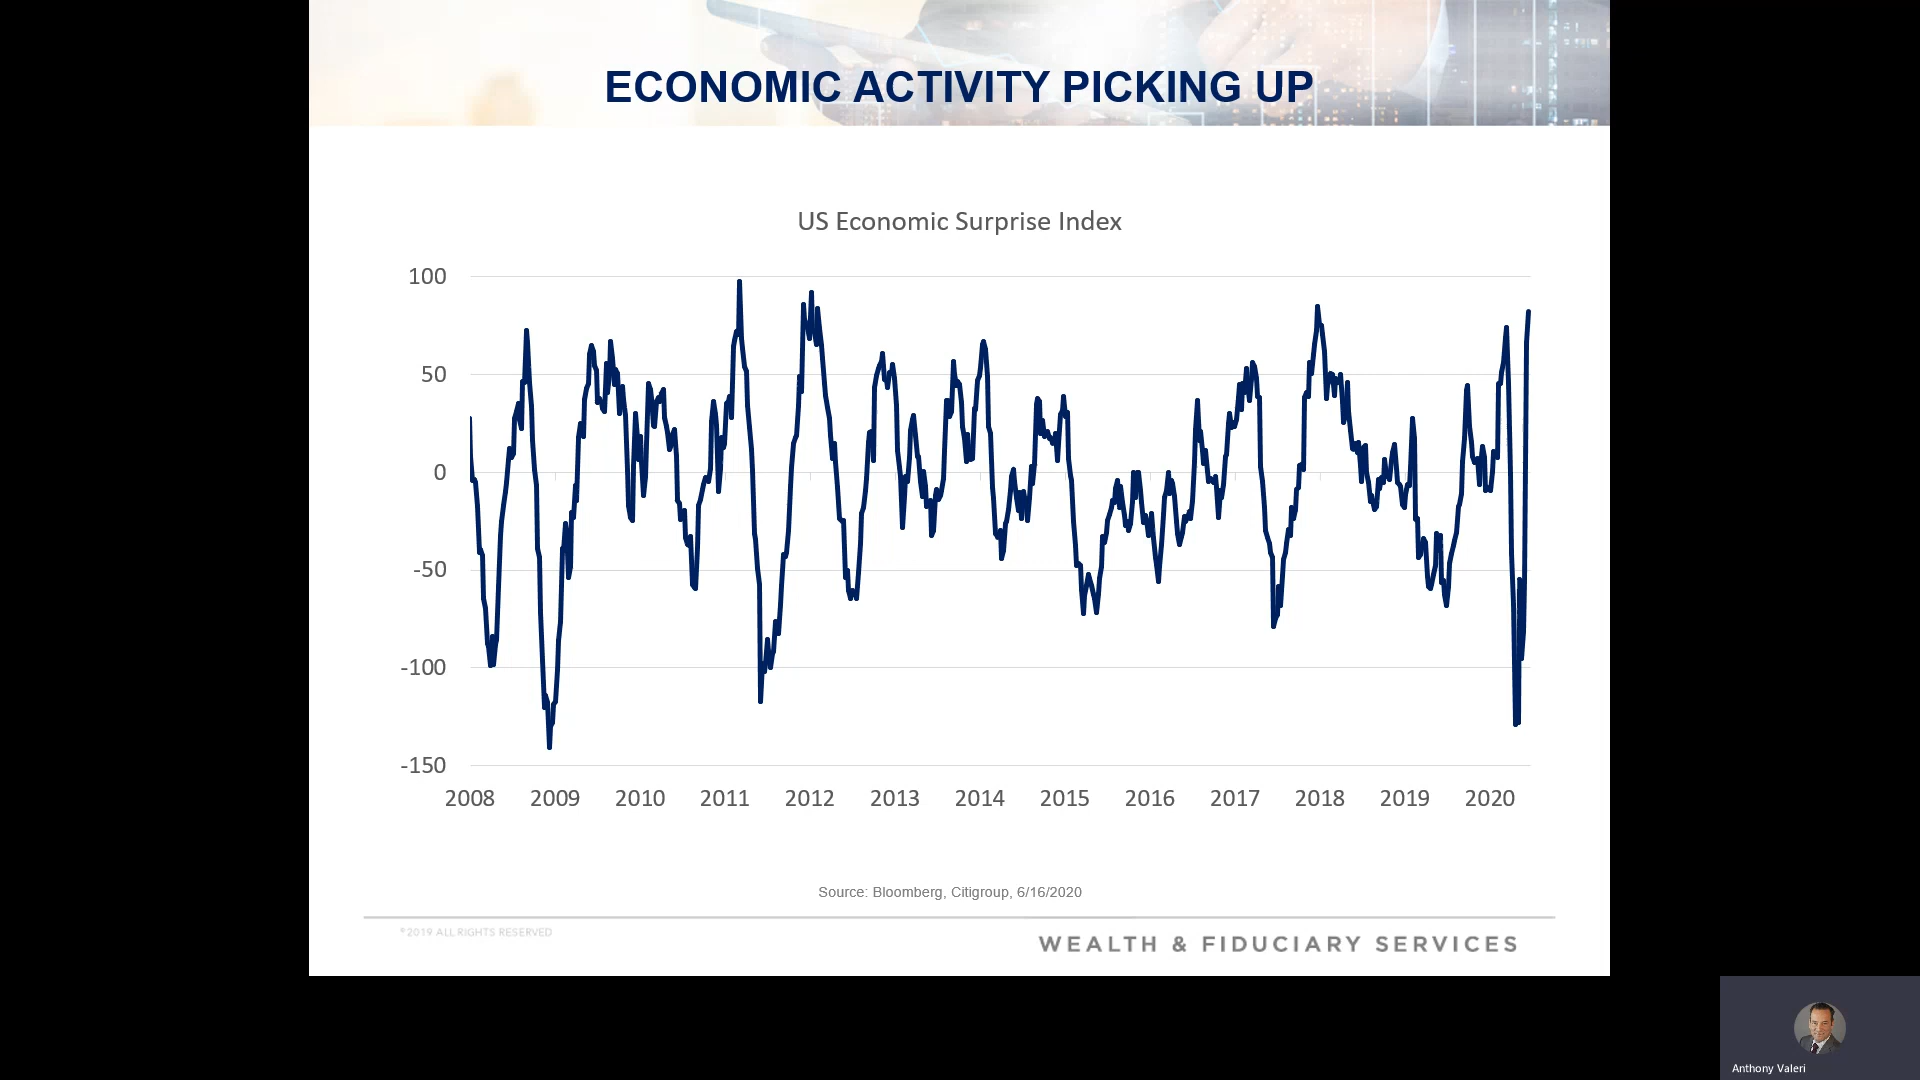 ECONOMIC ACTIVITY PICKING UP
US Economic Surprise Index
100
50
0
-50
-100
-150
2008 2009 2010 2011 2012 2013 2014 2015 2016 2017 2018 2019 2020
Source: Bloomberg, Citigroup, 6/16/2020
©2019 ALL RIGHTS RESERVED
WEALTH & FIDUCIARY SERVICES
Anthony Valeri